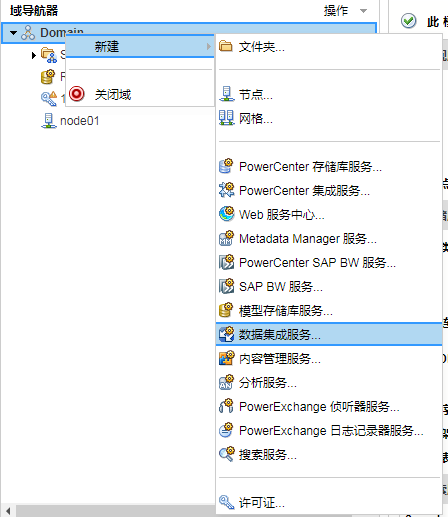 域导航器
操作
此
Domain
新建
关闭域
node01
文件夹...
节点...
网格...
PowerCenter 存储库服务...
PowerCenter 集成服务...
Web 服务中心...
Metadata Manager 服务...
PowerCenter SAP BW 服务...
SAP BW 服务...
模型存储库服务...
数据集成服务...
内容管理服务...
分析服务...
PowerExchange 侦听器服务...
PowerExchange 日志记录器服务...
搜索服务...
许可证...